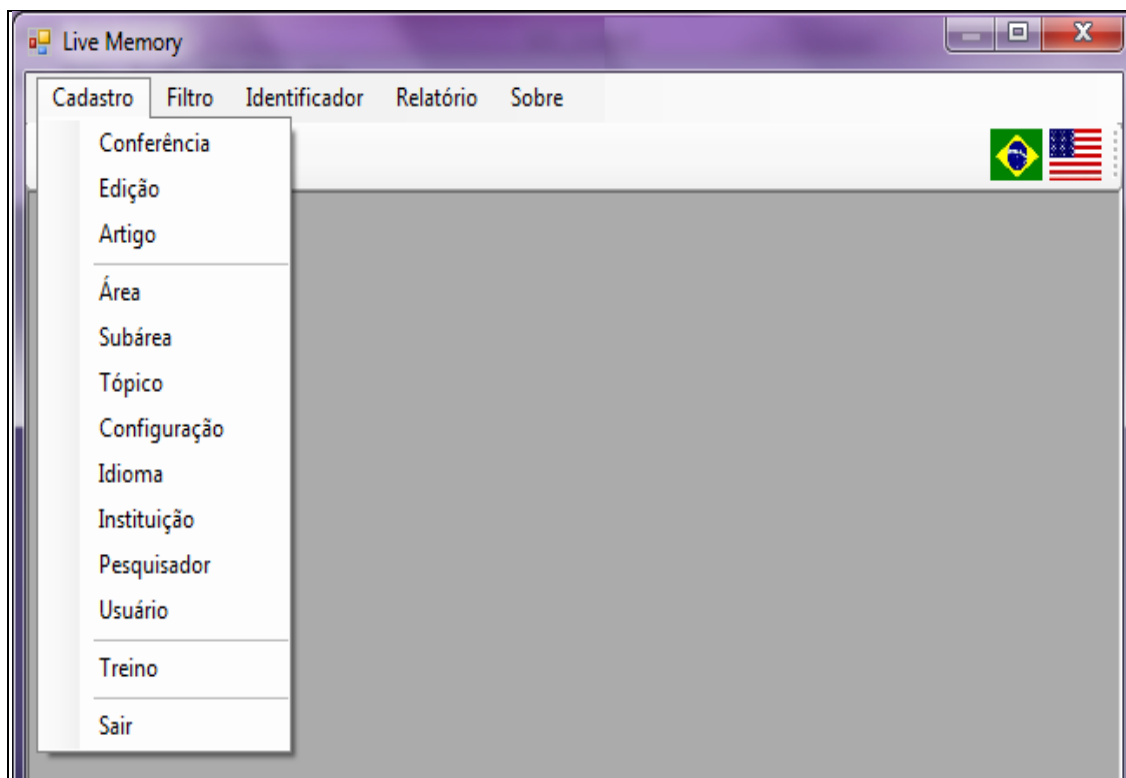 Live Memory
Cadastro Filtro Identificador Relatório Sobre
Conferência
Edição
Artigo
Área
Subárea
Tópico
Configuração
Idioma
Instituição
Pesquisador
Usuário
Treino
Sair